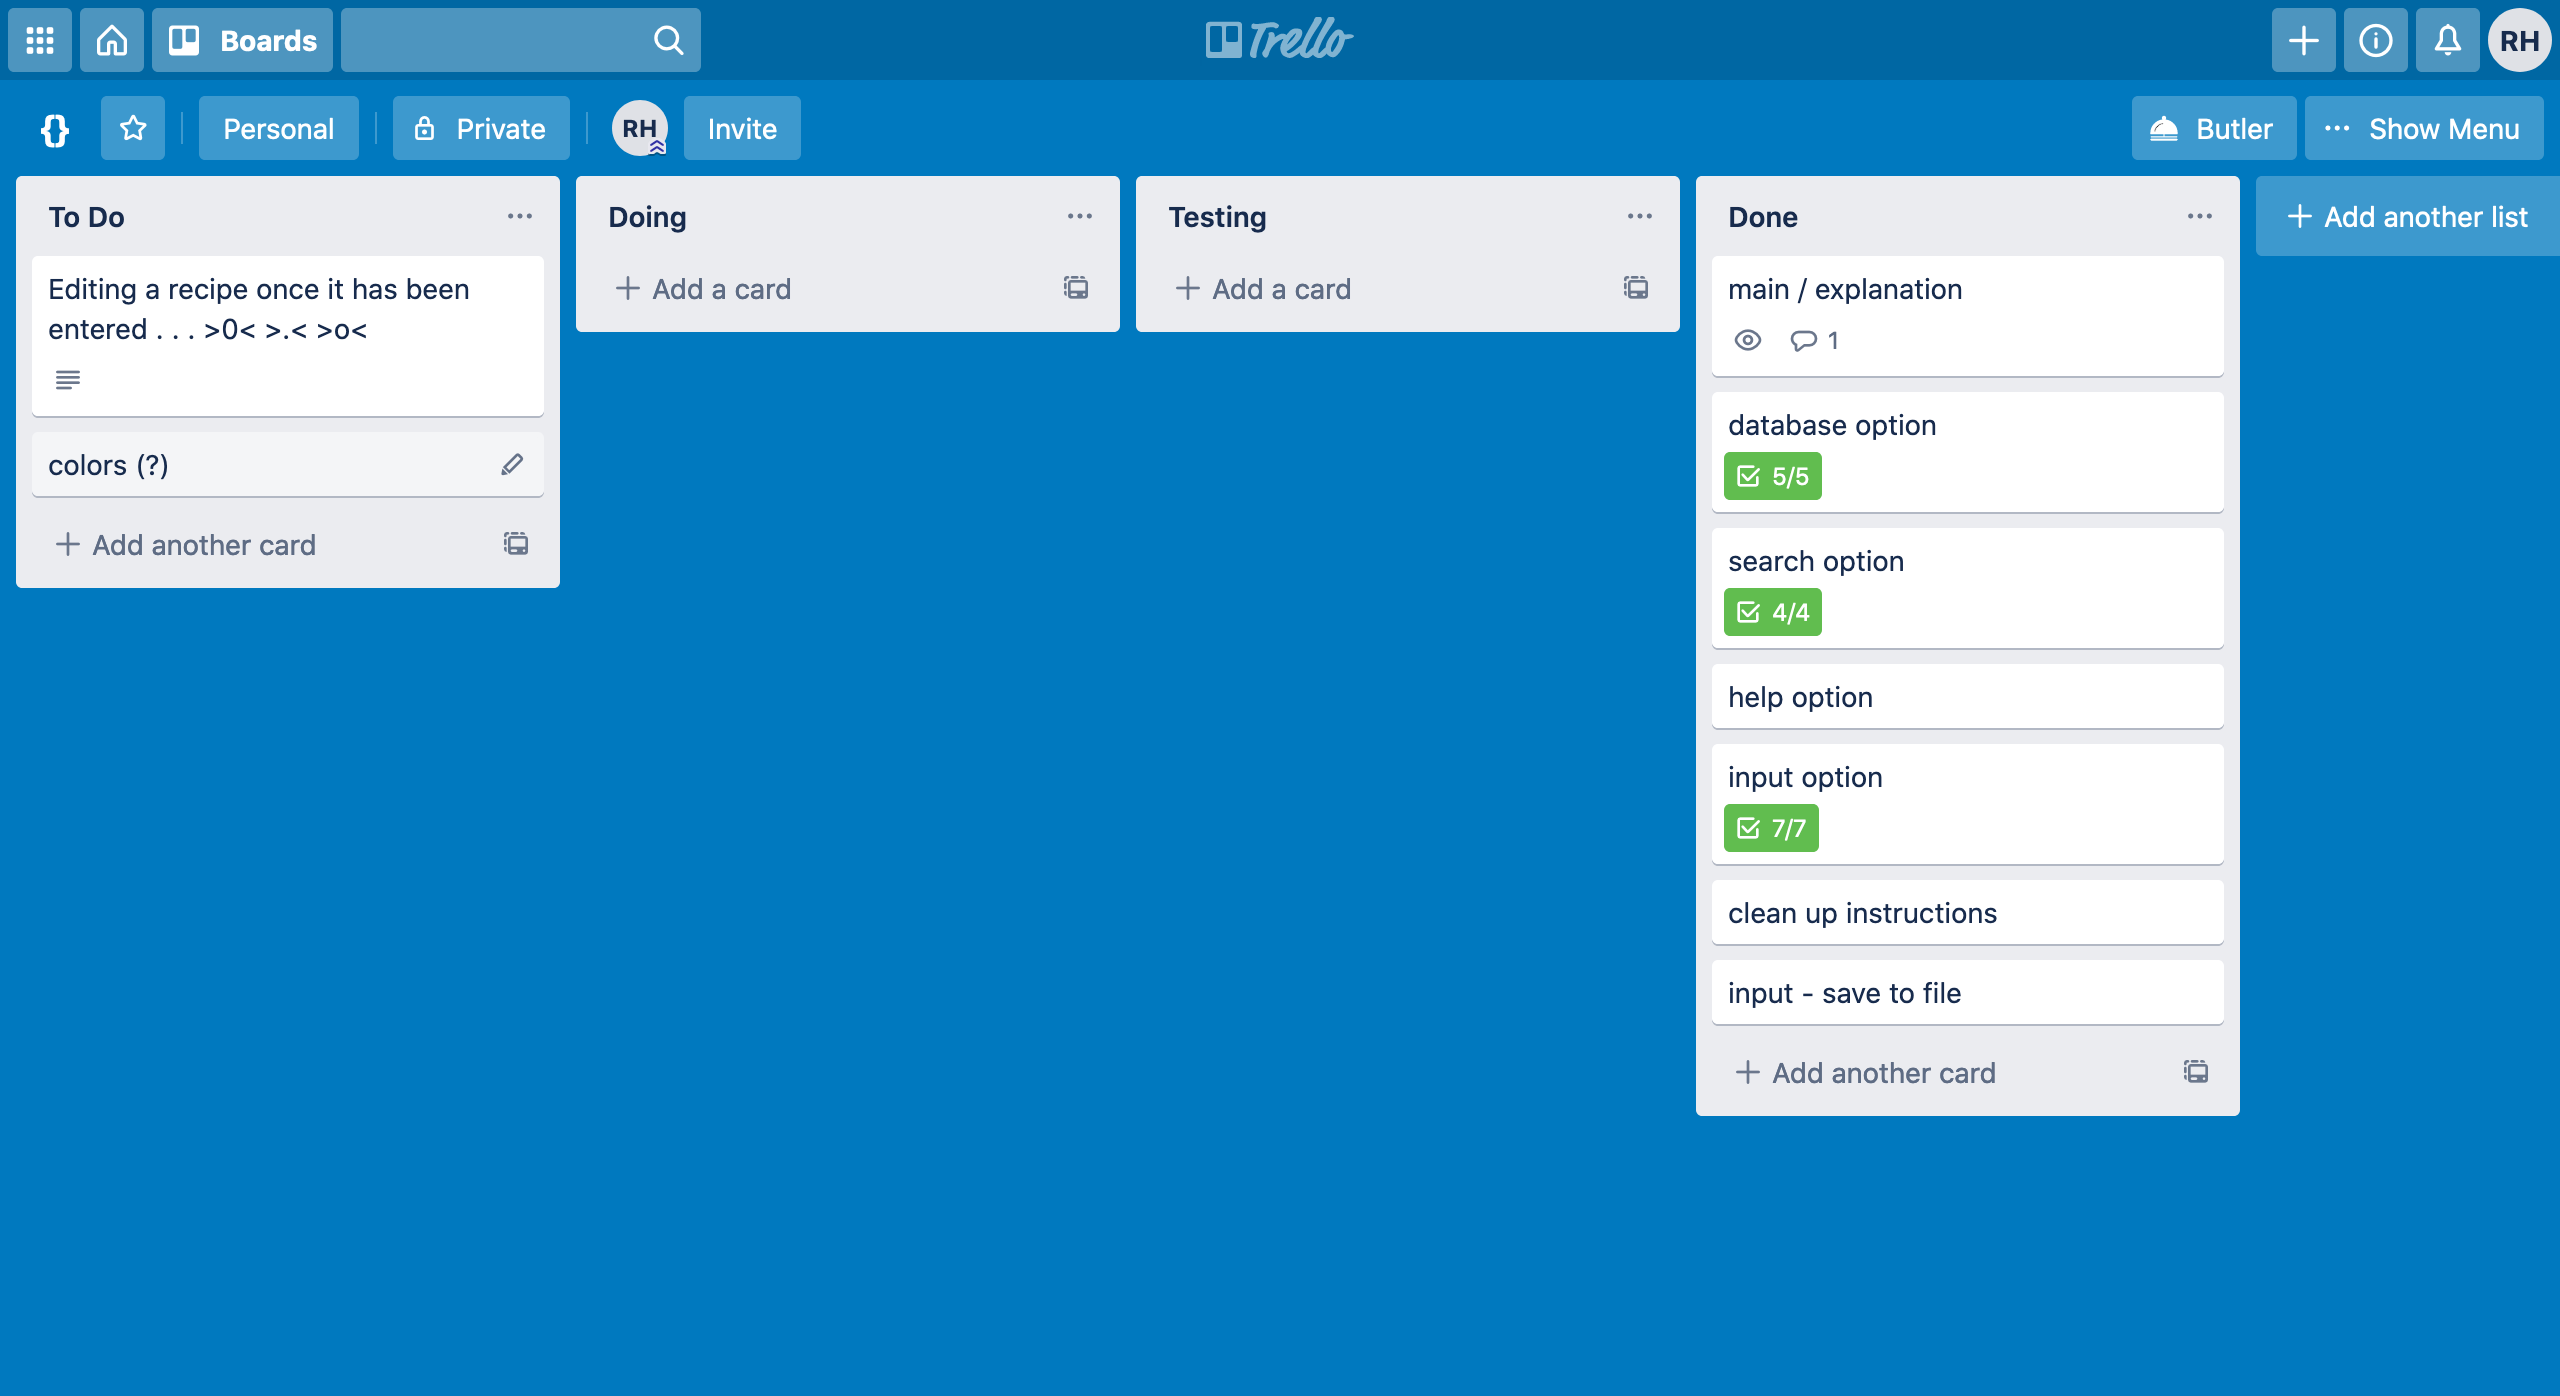 Boards
Trello
RH
{}
Personal
Private
RH
Invite
Butler
Show Menu
To Do
Editing a recipe once it has been
entered . . . >0< >.< >o<
colors (?)
+ Add another card
Doing
+ Add a card
Testing
+ Add a card
Done
main / explanation
1
database option
5/5
search option
4/4
help option
input option
7/7
clean up instructions
input - save to file
+ Add another card
+ Add another list